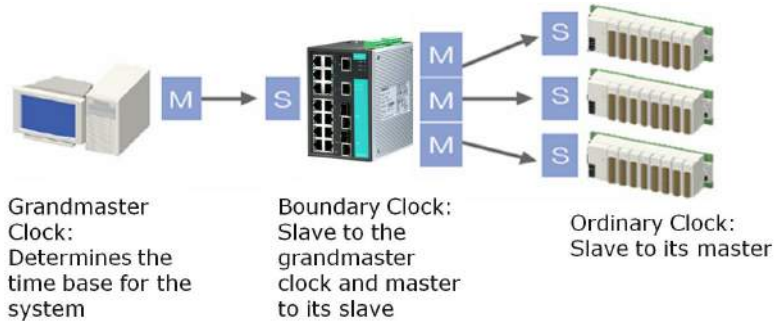 M
S
M
M
M
S
S
S
Grandmaster
Clock:
Determines the
time base for the
system
Boundary Clock:
Slave to the
grandmaster
clock and master
to its slave
Ordinary Clock:
Slave to its master